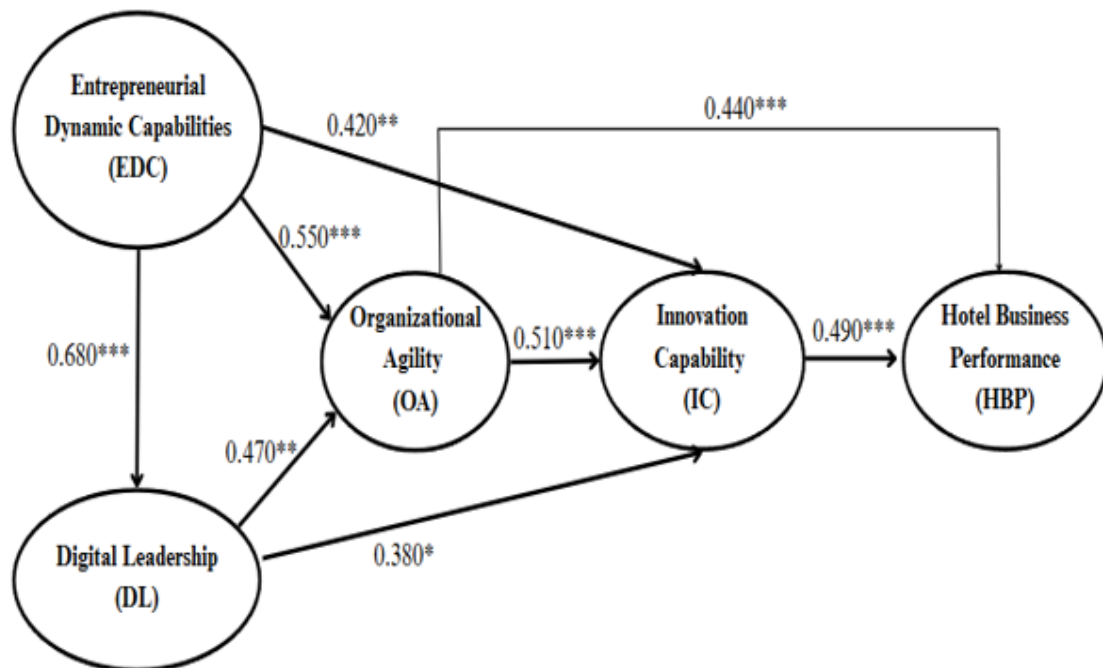 Entrepreneurial
Dynamic Capabilities
(EDC)
0.420**
0.440***
0.550***
Organizational
Agility
(OA)
0.510***
Innovation
Capability
(IC)
0.490***
Hotel Business
Performance
(HBP)
0.680***
0.470**
0.380*
Digital Leadership
(DL)